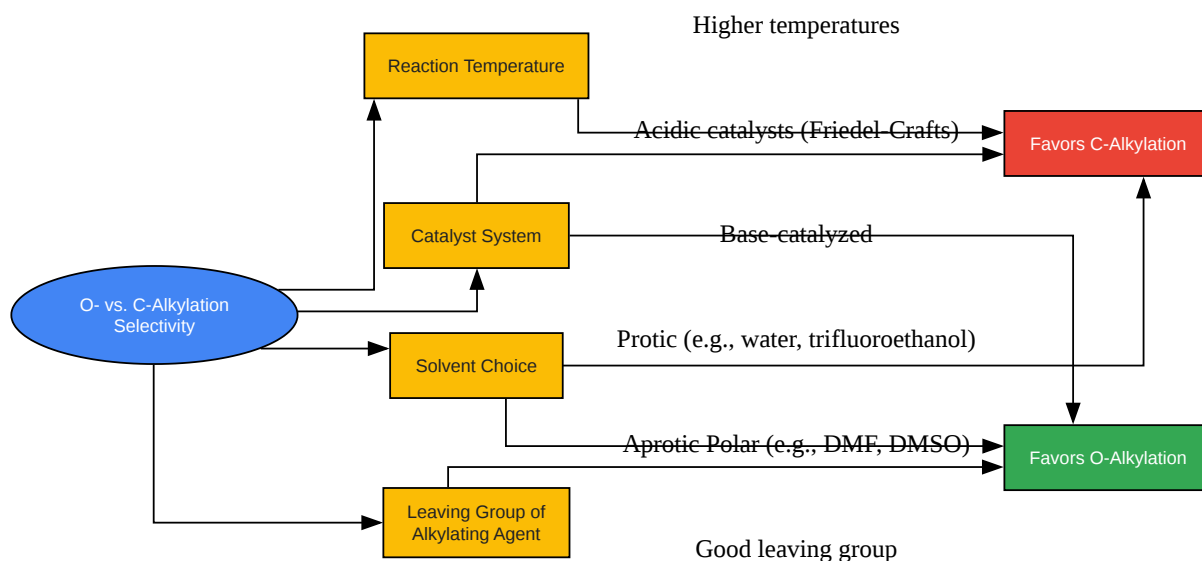 Higher temperatures
Reaction Temperature
Acidic catalysts (Friedel-Crafts)
Favors C-Alkylation
Catalyst System
Base-catalyzed
O- vs. C-Alkylation
Selectivity
Protic (e.g., water, trifluoroethanol)
Solvent Choice
Aprotic Polar (e.g., DMF, DMSO)
Favors O-Alkylation
Leaving Group of
Alkylating Agent
Good leaving group